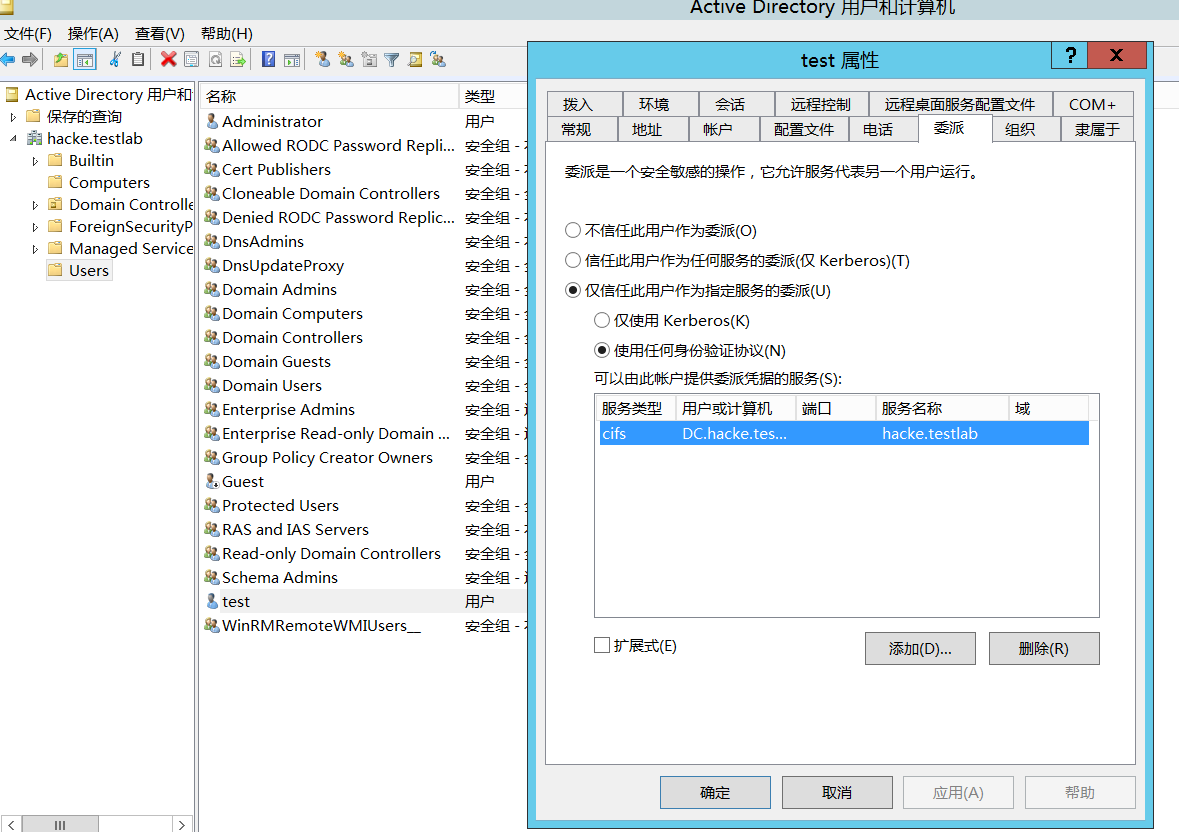 Active Directory 用户和计算机
文件(F) 操作(A) 查看(V) 帮助(H)
Active Directory 用户和
保存的查询
hacke.testlab
Builtin
Computers
Domain Controlle
ForeignSecurityP
Managed Service
Users
名称 类型
Administrator 用户
Allowed RODC Password Repli... 安全组 -
Cert Publishers 安全组 -
Cloneable Domain Controllers 安全组 -
Denied RODC Password Replic... 安全组 -
DnsAdmins 安全组 -
DnsUpdateProxy 安全组 -
Domain Admins 安全组 -
Domain Computers 安全组 -
Domain Controllers 安全组 -
Domain Guests 安全组 -
Domain Users 安全组 -
Enterprise Admins 安全组 -
Enterprise Read-only Domain ... 安全组 -
Group Policy Creator Owners 安全组 -
Guest 用户
Protected Users 安全组 -
RAS and IAS Servers 安全组 -
Read-only Domain Controllers 安全组 -
Schema Admins 安全组 -
test 用户
WinRMRemoteWMIUsers__ 安全组 -
test 属性
? X
拨入 环境 会话 远程控制 远程桌面服务配置文件 COM+
常规 地址 帐户 配置文件 电话 委派 组织 隶属于
委派是一个安全敏感的操作，它允许服务代表另一个用户运行。
不信任此用户作为委派(O)
信任此用户作为任何服务的委派(仅 Kerberos)(T)
仅信任此用户作为指定服务的委派(U)
仅使用 Kerberos(K)
使用任何身份验证协议(N)
可以由此帐户提供委派凭据的服务(S):
服务类型 用户或计算机 端口 服务名称 域
cifs DC.hacke.tes... hacke.testlab
扩展式(E)
添加(D)... 删除(R)
确定 取消 应用(A) 帮助